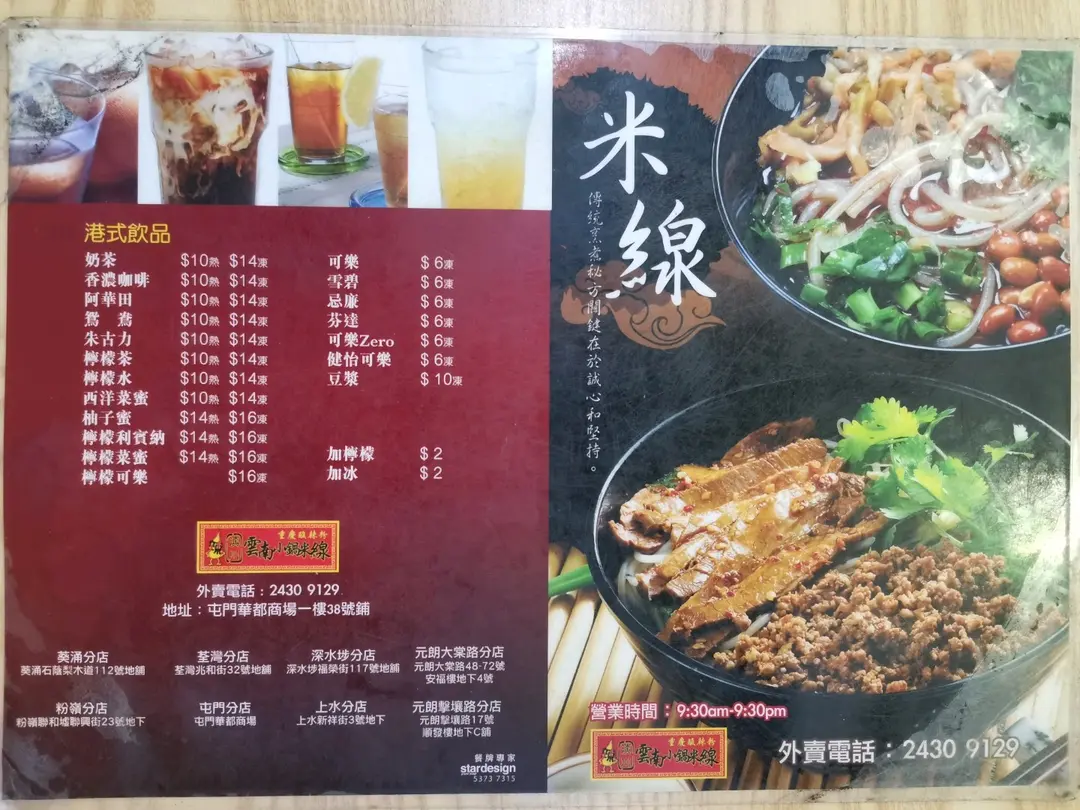 港式飲品
奶茶 $10熱 $14凍
香濃咖啡 $10熱 $14凍
阿華田 $10熱 $14凍
鴛鴦 $10熱 $14凍
朱古力 $10熱 $14凍
檸檬茶 $10熱 $14凍
檸檬水 $10熱 $14凍
西洋菜蜜 $10熱 $14凍
柚子蜜 $14熱 $16凍
檸檬利賓納 $14熱 $16凍
檸檬菜蜜 $14熱 $16凍
檸檬可樂 $16凍
可樂 $6凍
雪碧 $6凍
忌廉 $6凍
芬達 $6凍
可樂Zero $6凍
健怡可樂 $6凍
豆漿 $10凍
加檸檬 $2
加冰 $2
重慶酸辣粉
雲南小鍋米線
外賣電話：2430 9129
地址：屯門華都商場一樓38號鋪
葵涌分店
葵涌石蔭梨木道112號地舖
荃灣分店
荃灣兆和街32號地舖
深水埗分店
深水埗福榮街117號地舖
元朗大棠路分店
元朗大棠路48-72號
安福樓地下4號
粉嶺分店
粉嶺聯和墟聯興街23號地下
屯門分店
屯門華都商場
上水分店
上水新祥街3號地下
元朗擊壤路分店
元朗擊壤路17號
順發樓地下C舖
餐牌專家
stardesign
5373 7315
米線
傳統烹煮秘方關鍵在於誠心和堅持。
營業時間：9:30am-9:30pm
重慶酸辣粉
雲南小鍋米線
外賣電話：2430 9129